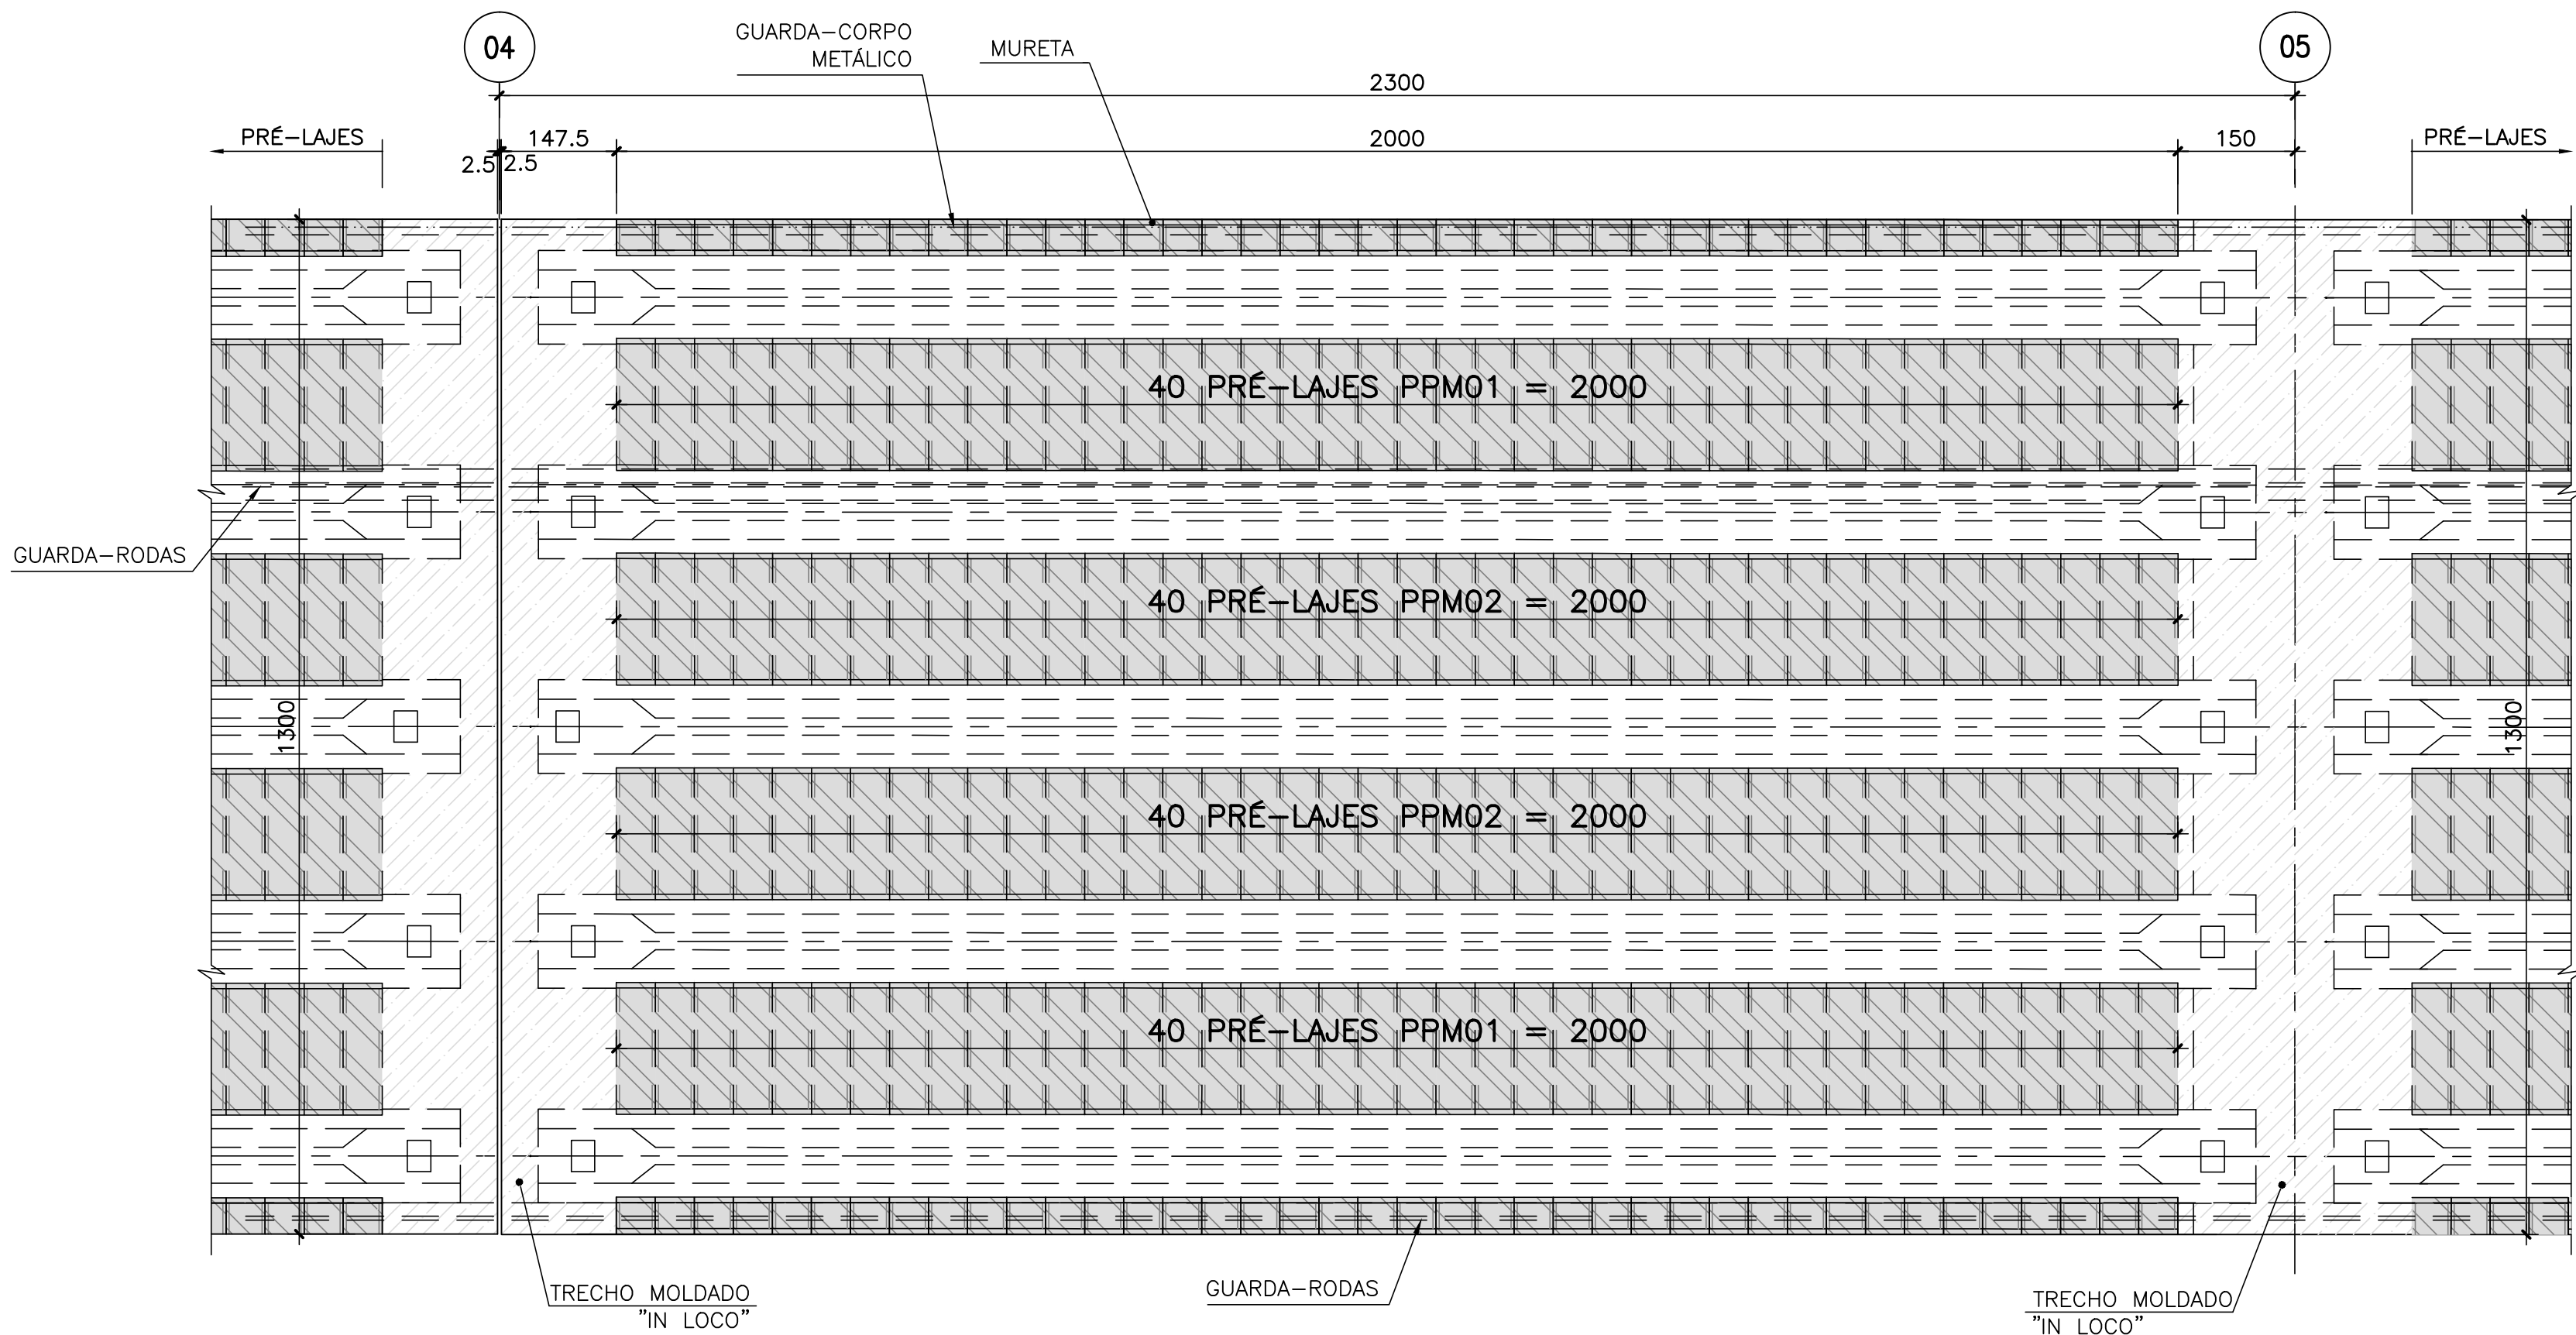 04
05
GUARDA-CORPO
METÁLICO
MURETA
2300
PRÉ-LAJES
147.5
2000
150
PRÉ-LAJES
2.5
2.5
40 PRÉ-LAJES PPM01 = 2000
GUARDA-RODAS
40 PRÉ-LAJES PPM02 = 2000
1300
1300
40 PRÉ-LAJES PPM02 = 2000
40 PRÉ-LAJES PPM01 = 2000
TRECHO MOLDADO
"IN LOCO"
GUARDA-RODAS
TRECHO MOLDADO
"IN LOCO"